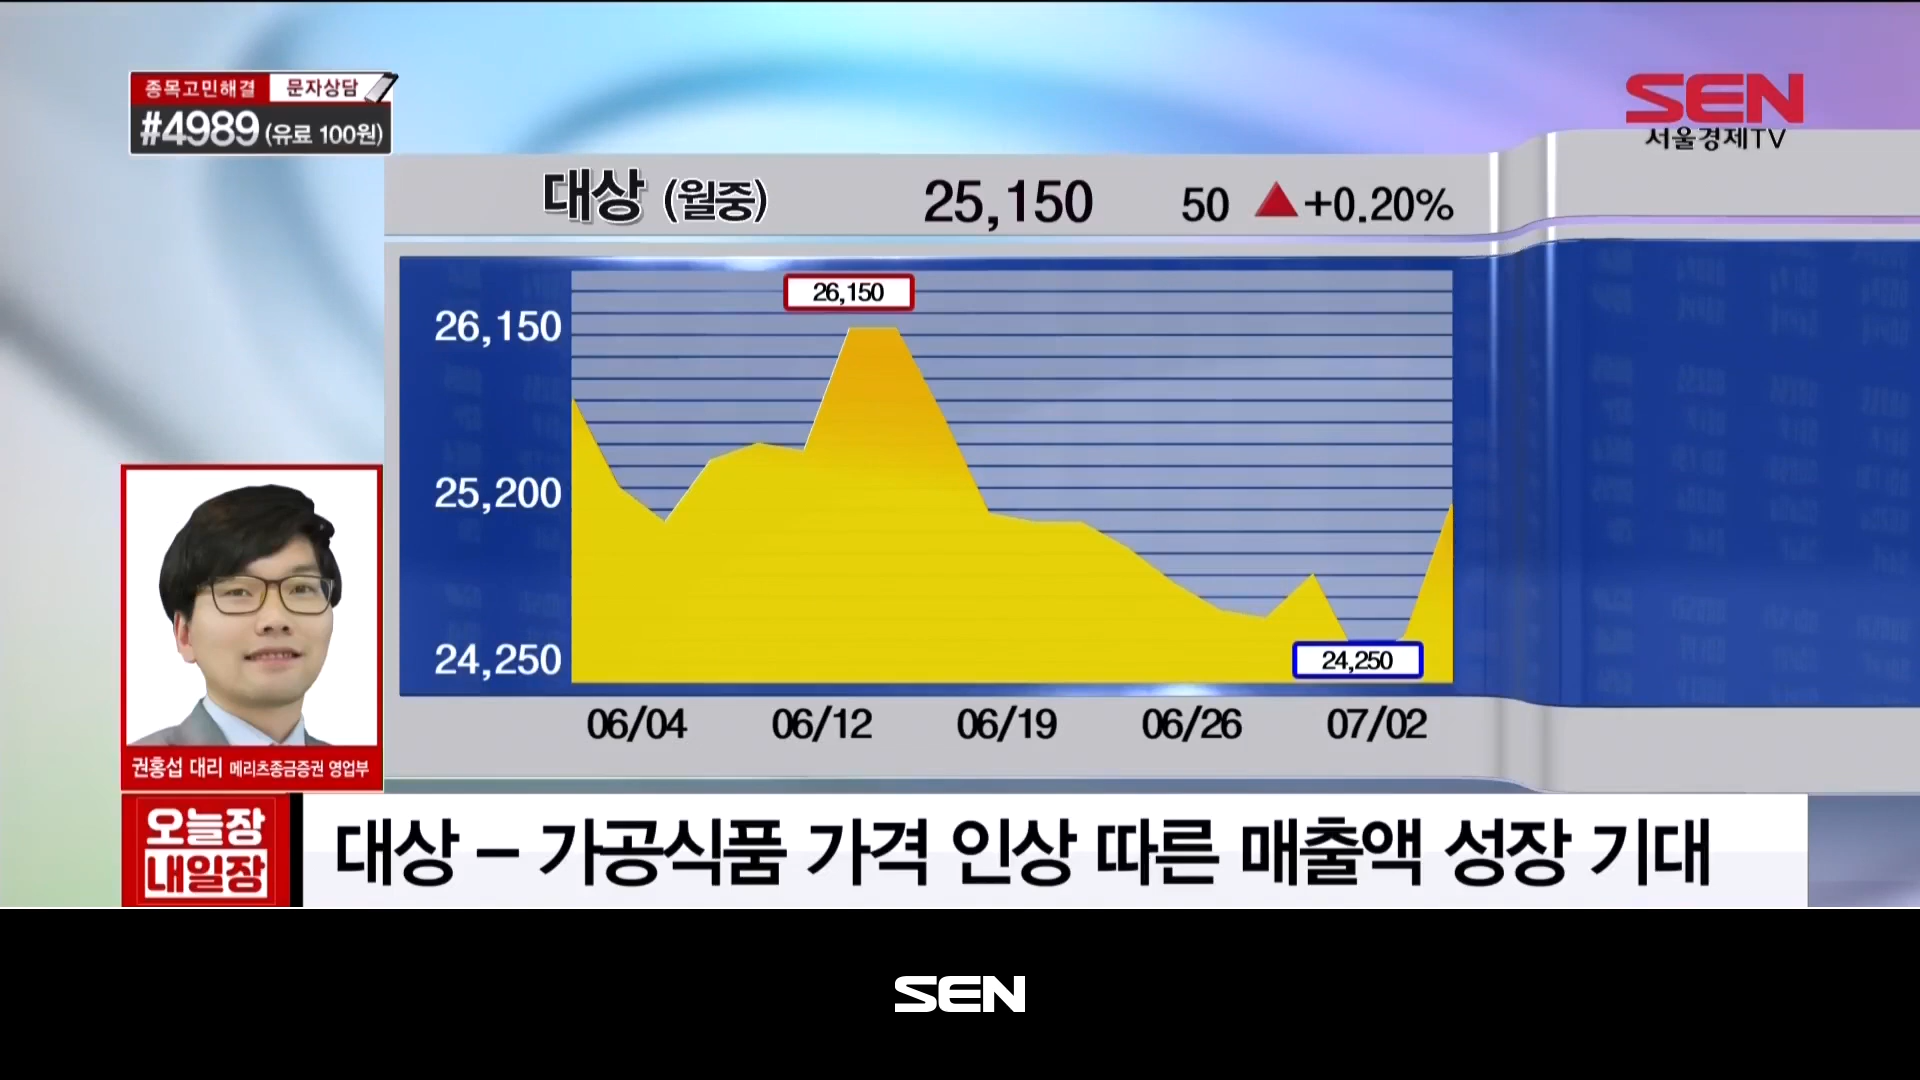 종목고민해결 문자상담
#4989 (유료 100원)
SEN
서울경제TV
대상 (월중) 25,150 50 ▲+0.20%
26,150
26,150
25,200
24,250
24,250
06/04 06/12 06/19 06/26 07/02
권홍섭 대리 메리츠종금증권 영업부
오늘장
내일장
대상 – 가공식품 가격 인상 따른 매출액 성장 기대
SEN